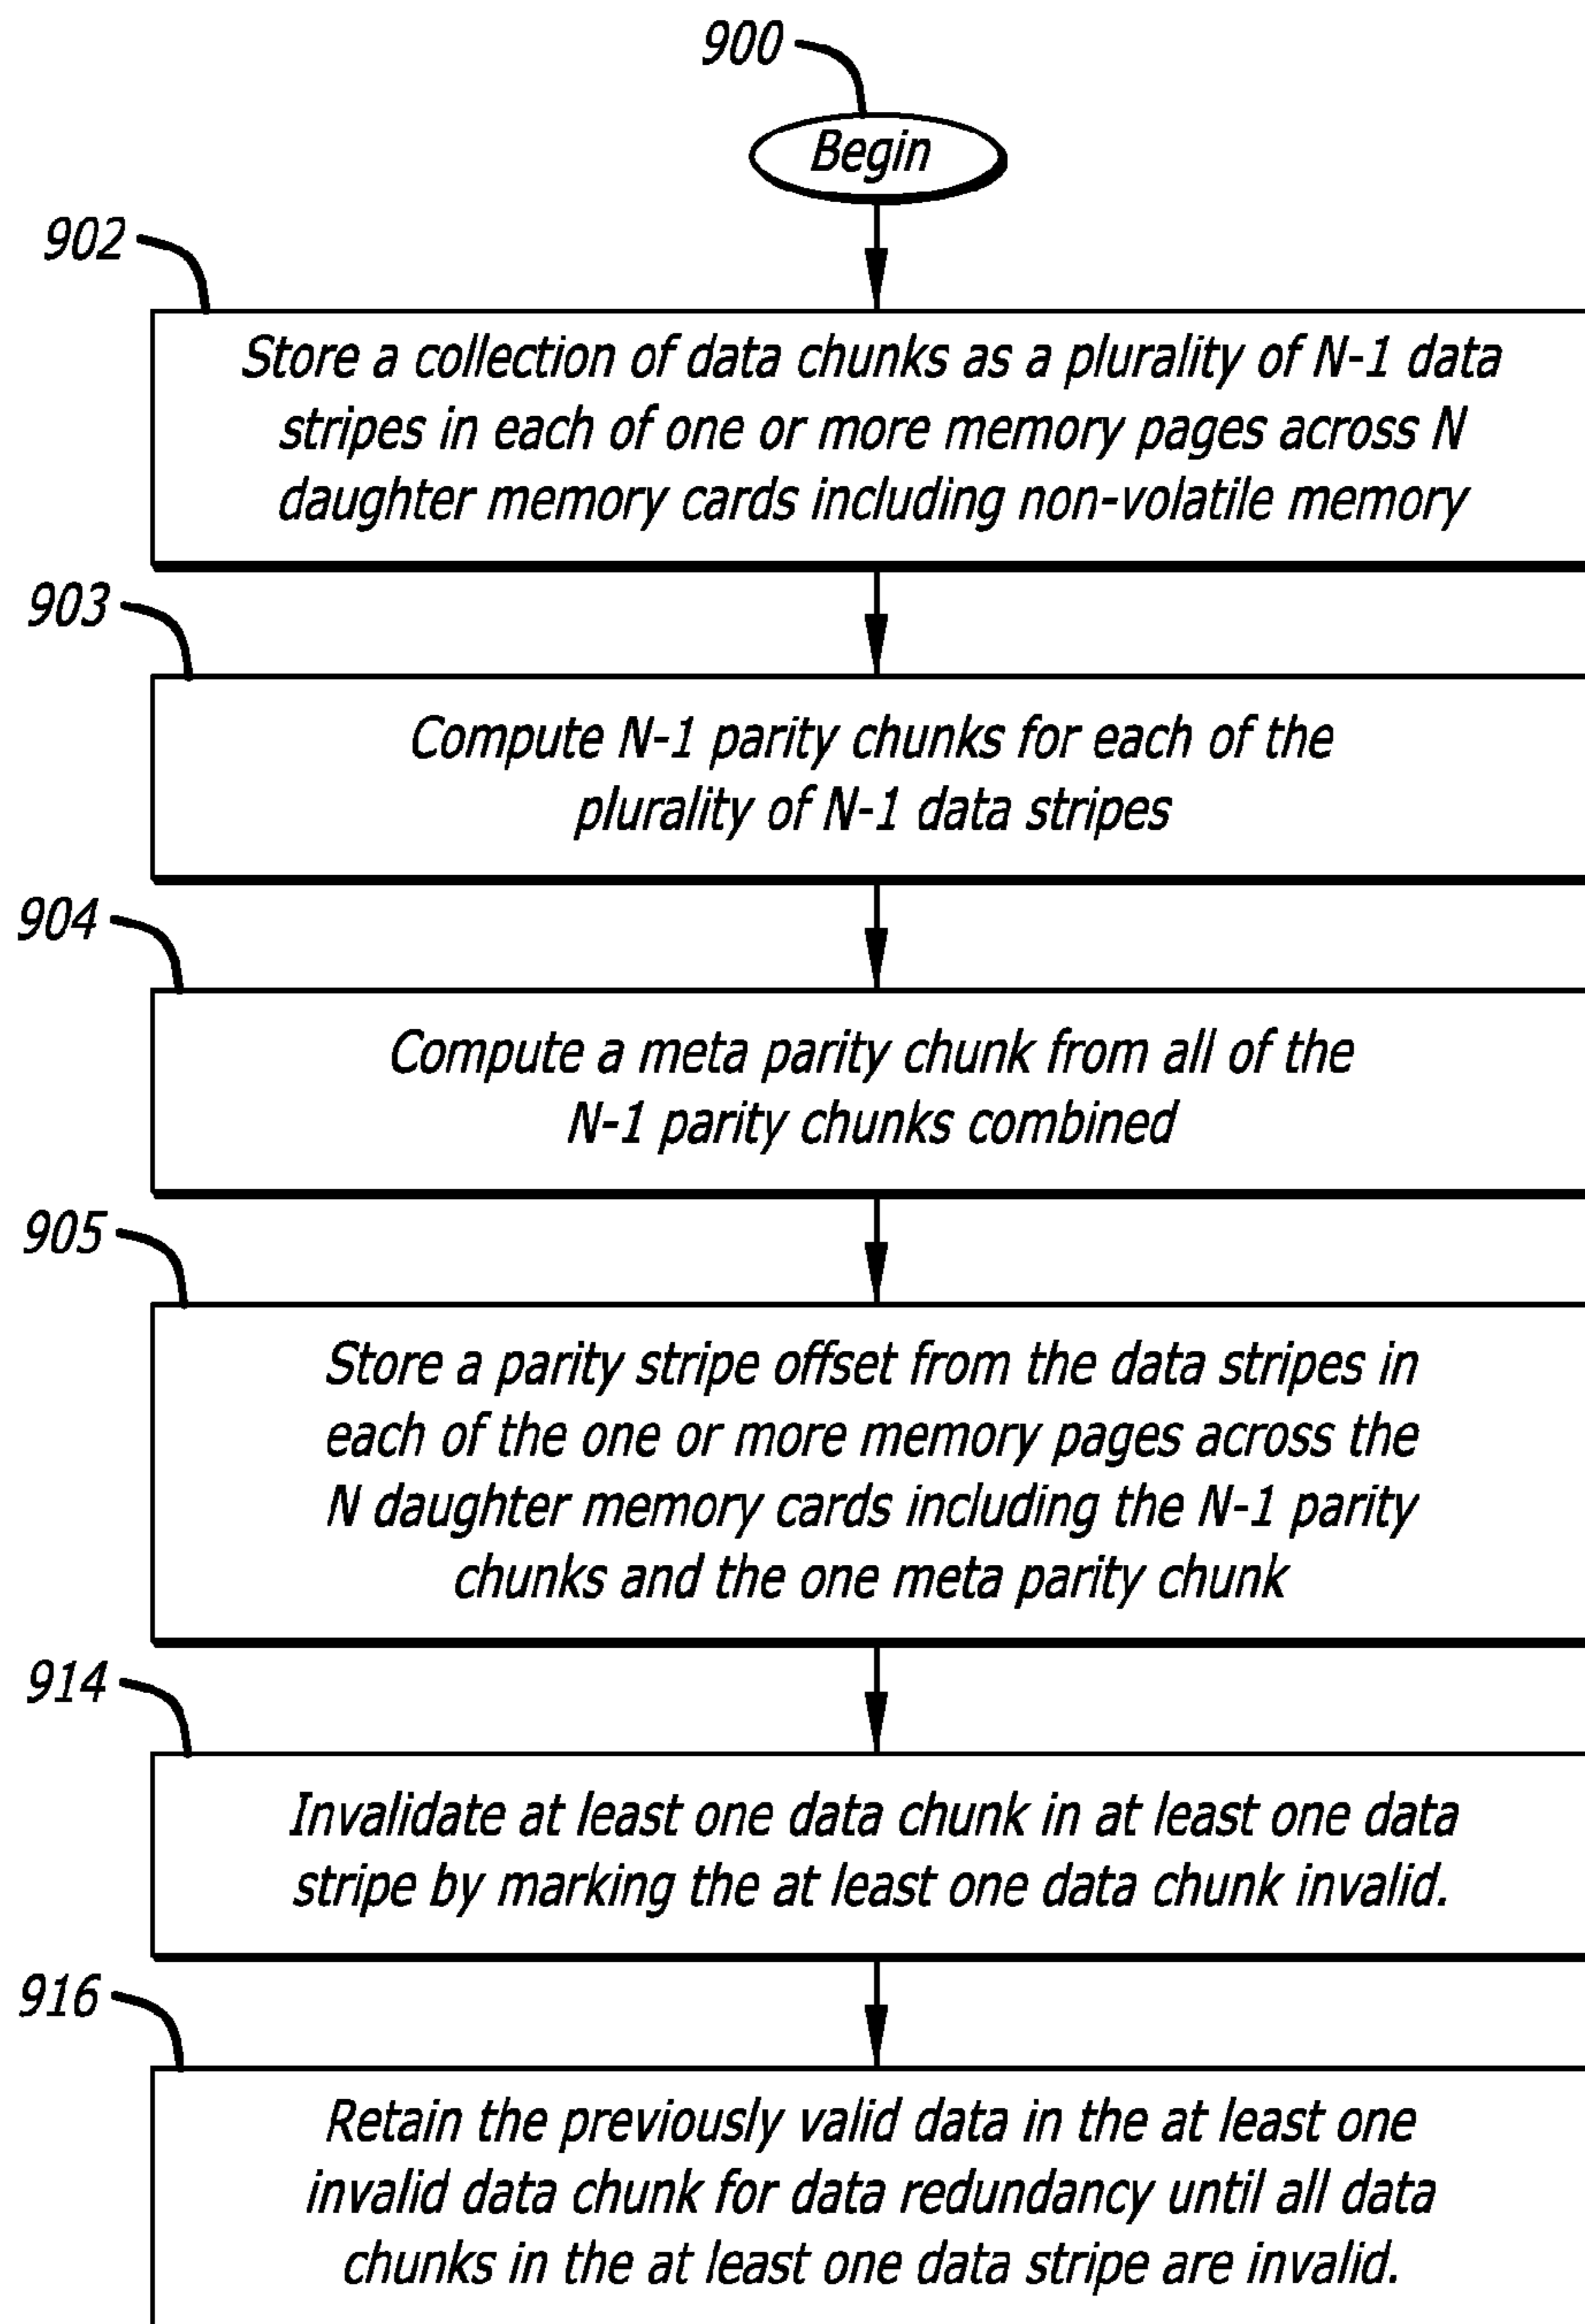 900
Begin
902
Store a collection of data chunks as a plurality of N-1 data
stripes in each of one or more memory pages across N
daughter memory cards including non-volatile memory
903
Compute N-1 parity chunks for each of the
plurality of N-1 data stripes
904
Compute a meta parity chunk from all of the
N-1 parity chunks combined
905
Store a parity stripe offset from the data stripes in
each of the one or more memory pages across the
N daughter memory cards including the N-1 parity
chunks and the one meta parity chunk
914
Invalidate at least one data chunk in at least one data
stripe by marking the at least one data chunk invalid.
916
Retain the previously valid data in the at least one
invalid data chunk for data redundancy until all data
chunks in the at least one data stripe are invalid.